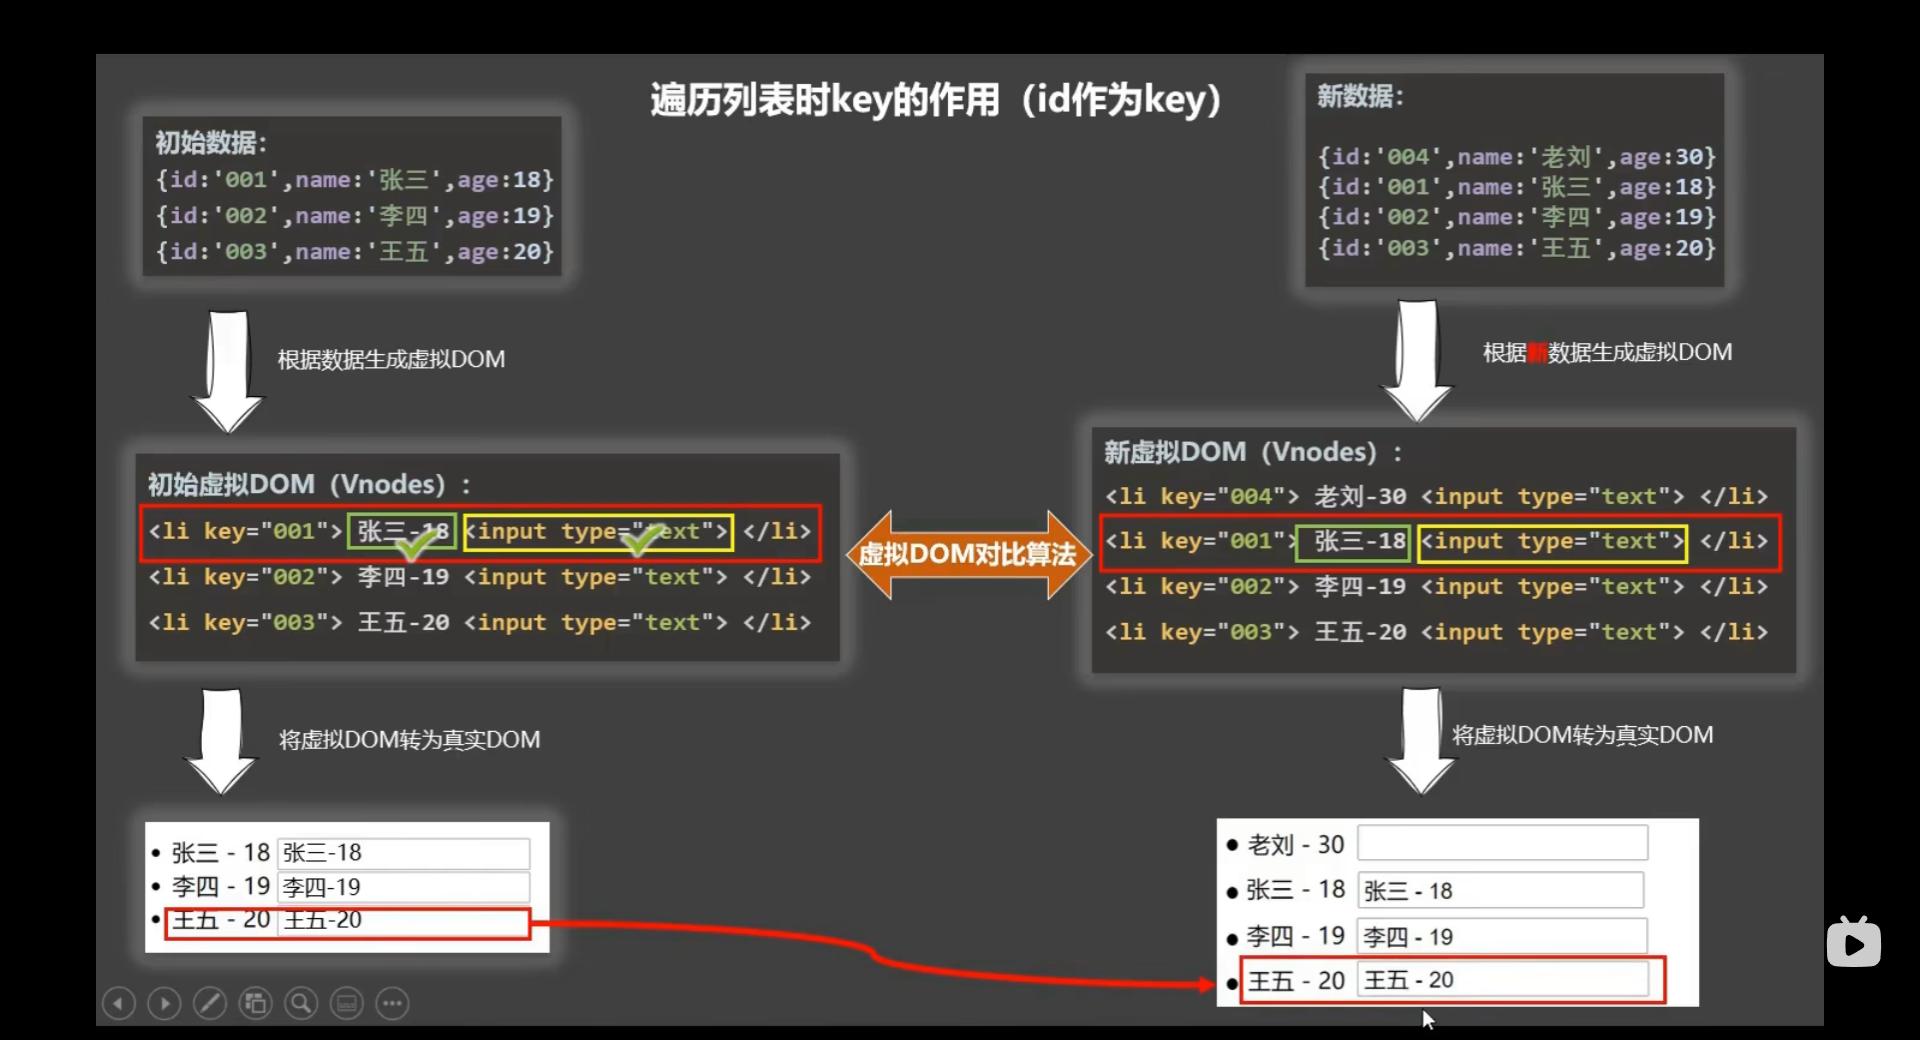 遍历列表时key的作用（id作为key）
初始数据：
{id:'001',name:'张三',age:18}
{id:'002',name:'李四',age:19}
{id:'003',name:'王五',age:20}
根据数据生成虚拟DOM
初始虚拟DOM（Vnodes）：
<li key="001"> 张三-18 <input type="text"> </li>
<li key="002"> 李四-19 <input type="text"> </li>
<li key="003"> 王五-20 <input type="text"> </li>
将虚拟DOM转为真实DOM
张三 - 18 张三-18
李四 - 19 李四-19
王五 - 20 王五-20
虚拟DOM对比算法
新数据：
{id:'004',name:'老刘',age:30}
{id:'001',name:'张三',age:18}
{id:'002',name:'李四',age:19}
{id:'003',name:'王五',age:20}
根据新数据生成虚拟DOM
新虚拟DOM（Vnodes）：
<li key="004"> 老刘-30 <input type="text"> </li>
<li key="001"> 张三-18 <input type="text"> </li>
<li key="002"> 李四-19 <input type="text"> </li>
<li key="003"> 王五-20 <input type="text"> </li>
将虚拟DOM转为真实DOM
老刘 - 30
张三 - 18 张三 - 18
李四 - 19 李四 - 19
王五 - 20 王五 - 20